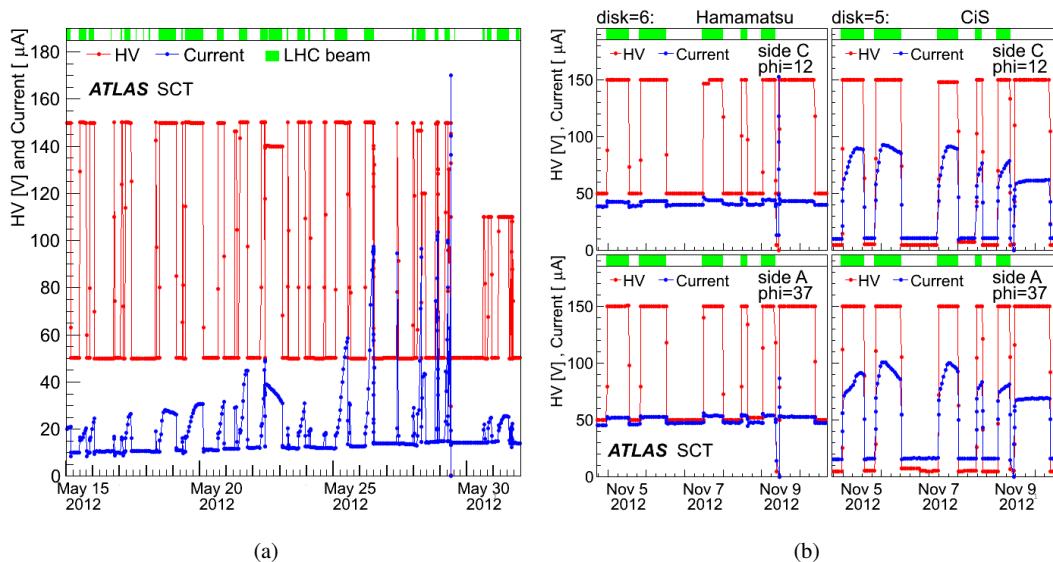 HV [V] and Current [ μA]
180
160
140
120
100
80
60
40
20
0
HV Current LHC beam
ATLAS SCT
May 15
2012
May 20
2012
May 25
2012
May 30
2012
(a)
disk=6: Hamamatsu disk=5: CiS
HV [V] , Current [ μA]
150
100
50
0
HV Current side C
phi=12
HV Current side C
phi=12
HV [V] , Current [ μA]
150
100
50
0
HV Current side A
phi=37
ATLAS SCT
HV Current side A
phi=37
Nov 5
2012
Nov 7
2012
Nov 9
2012
Nov 5
2012
Nov 7
2012
Nov 9
2012
(b)